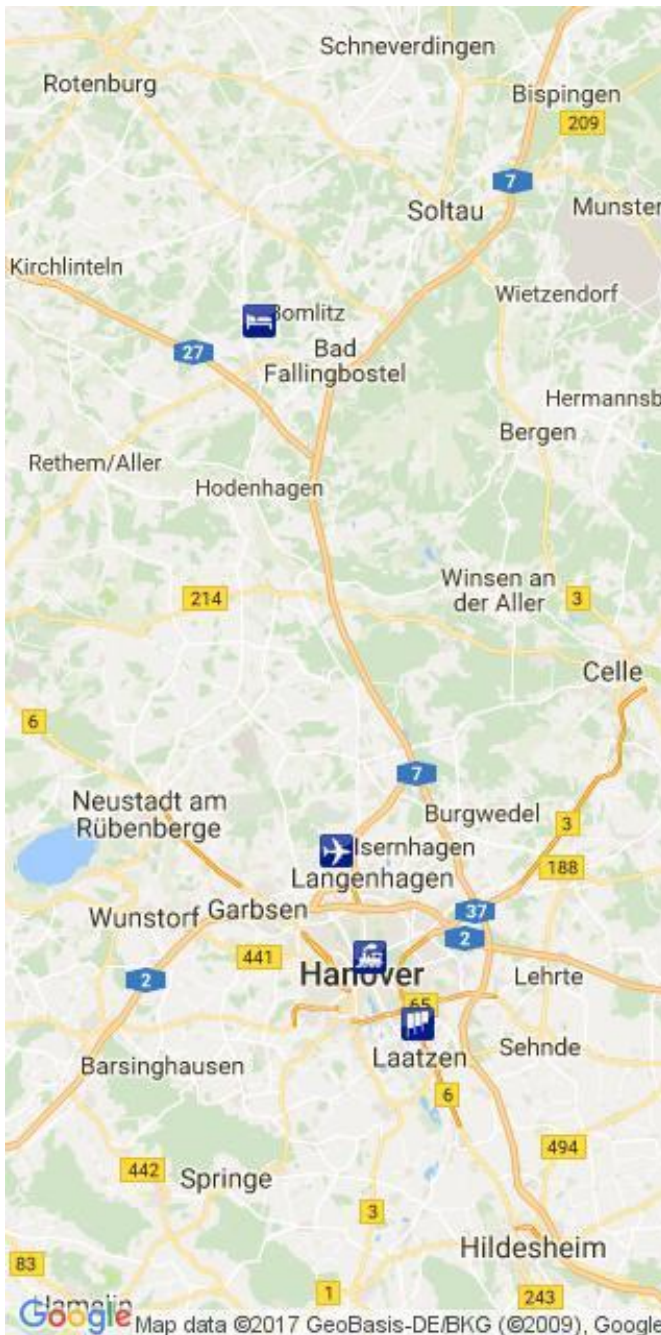 Schneverdingen
Rotenburg
Bispingen
209
7
Soltau
Munster
Kirchlinteln
Wietzendorf
Bomlitz
27
Bad
Fallingbostel
Hermannsb
Bergen
Rethem/Aller
Hodenhagen
Winsen an
der Aller
214
3
Celle
6
7
Neustadt am
Rübenberge
Burgwedel
3
Isernhagen
188
Langenhagen
Wunstorf
Garbsen
37
2
441
Hanover
Lehrte
2
65
Sehnde
Laatzen
Barsinghausen
6
494
442
Springe
3
Hildesheim
83
1
243
Hameln
Google
Map data ©2017 GeoBasis-DE/BKG (©2009), Google